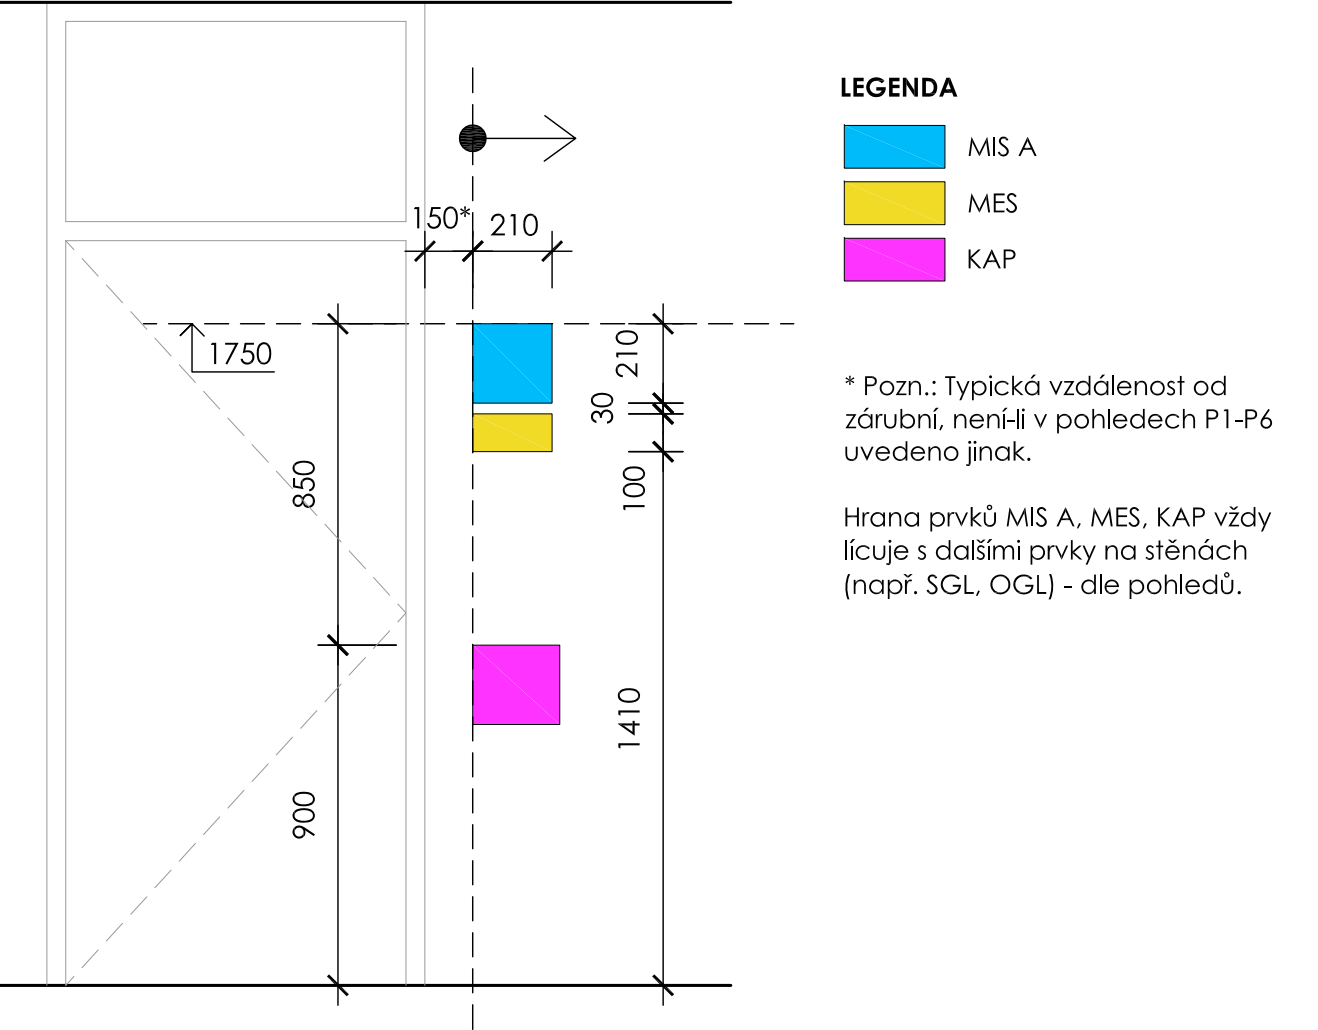 150*
210
1750
210
30
100
850
1410
900
LEGENDA
MIS A
MES
KAP
* Pozn.: Typická vzdálenost od
zárubní, není-li v pohledech P1-P6
uvedeno jinak.
Hrana prvků MIS A, MES, KAP vždy
lícuje s dalšími prvky na stěnách
(např. SGL, OGL) - dle pohledů.